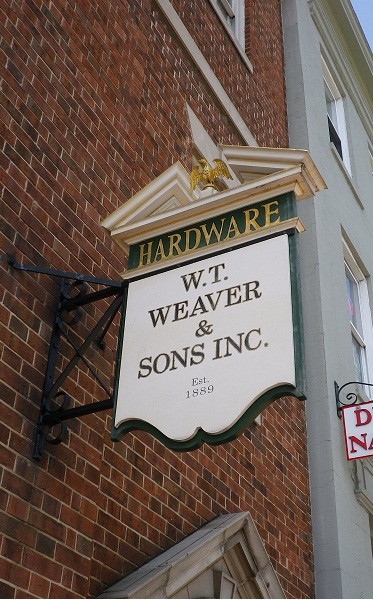 HARDWARE
W.T.
WEAVER
&
SONS INC.
Est.
1889